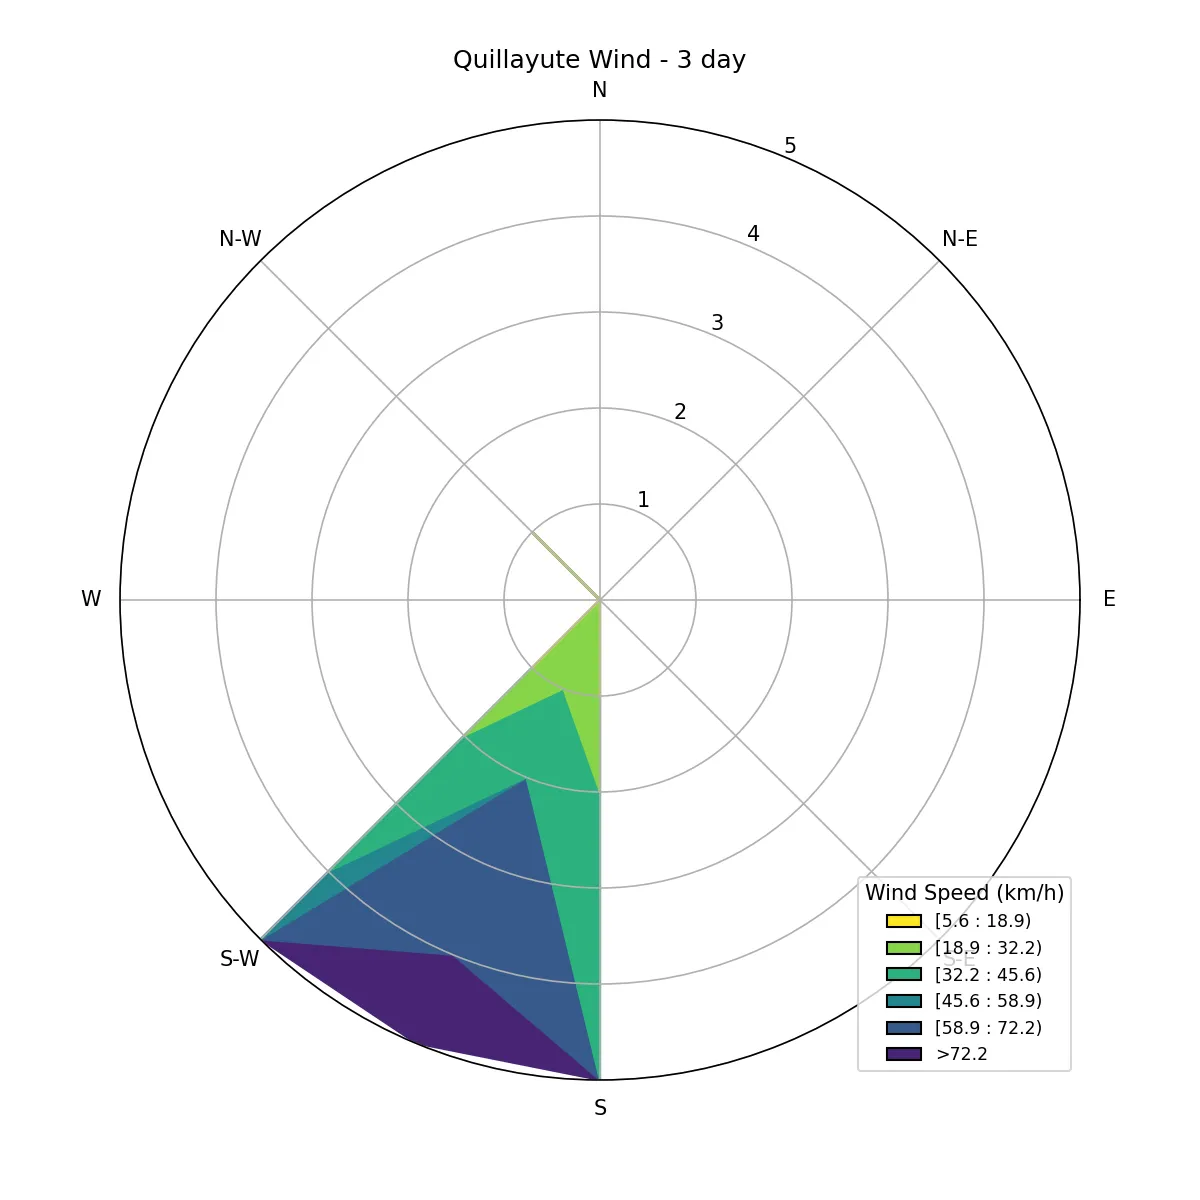 Quillayute Wind - 3 day
N
5
N-W
4
N-E
3
2
1
W
E
Wind Speed (km/h)
[5.6 : 18.9)
[18.9 : 32.2)
S-W
S-E
[32.2 : 45.6)
[45.6 : 58.9)
[58.9 : 72.2)
>72.2
S